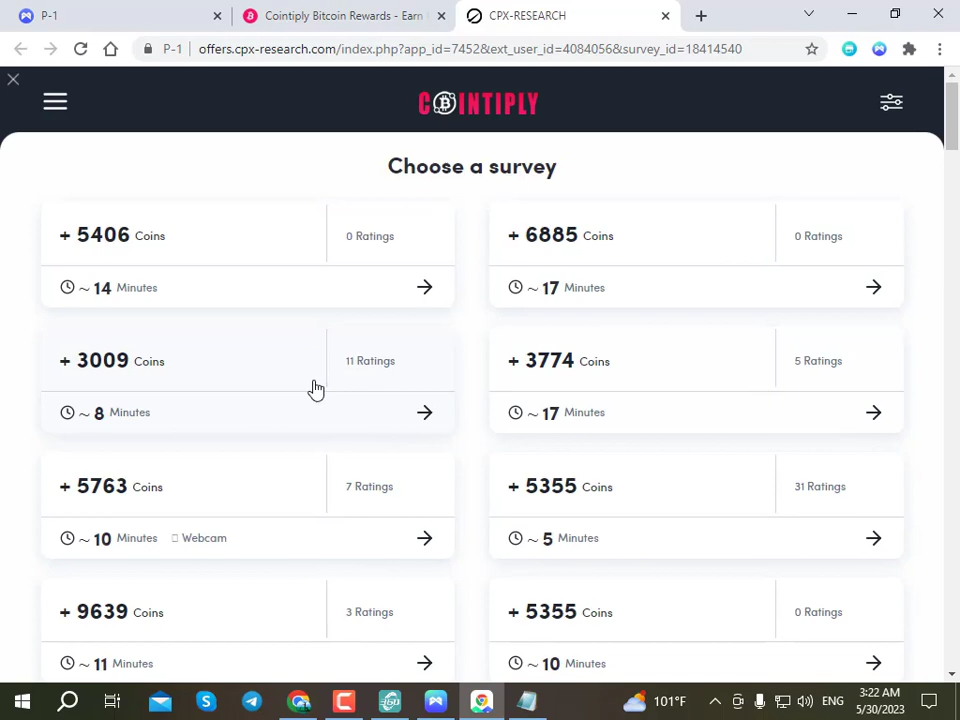 P-1
Cointiply Bitcoin Rewards - Earn
CPX-RESEARCH
P-1
offers.cpx-research.com/index.php?app_id=7452&ext_user_id=4084056&survey_id=18414540
COINTIPLY
Choose a survey
+ 5406 Coins
0 Ratings
~ 14 Minutes
+ 6885 Coins
0 Ratings
~ 17 Minutes
+ 3009 Coins
11 Ratings
~ 8 Minutes
+ 3774 Coins
5 Ratings
~ 17 Minutes
+ 5763 Coins
7 Ratings
~ 10 Minutes Webcam
+ 5355 Coins
31 Ratings
~ 5 Minutes
+ 9639 Coins
3 Ratings
~ 11 Minutes
+ 5355 Coins
0 Ratings
~ 10 Minutes
101°F
ENG
3:22 AM
5/30/2023